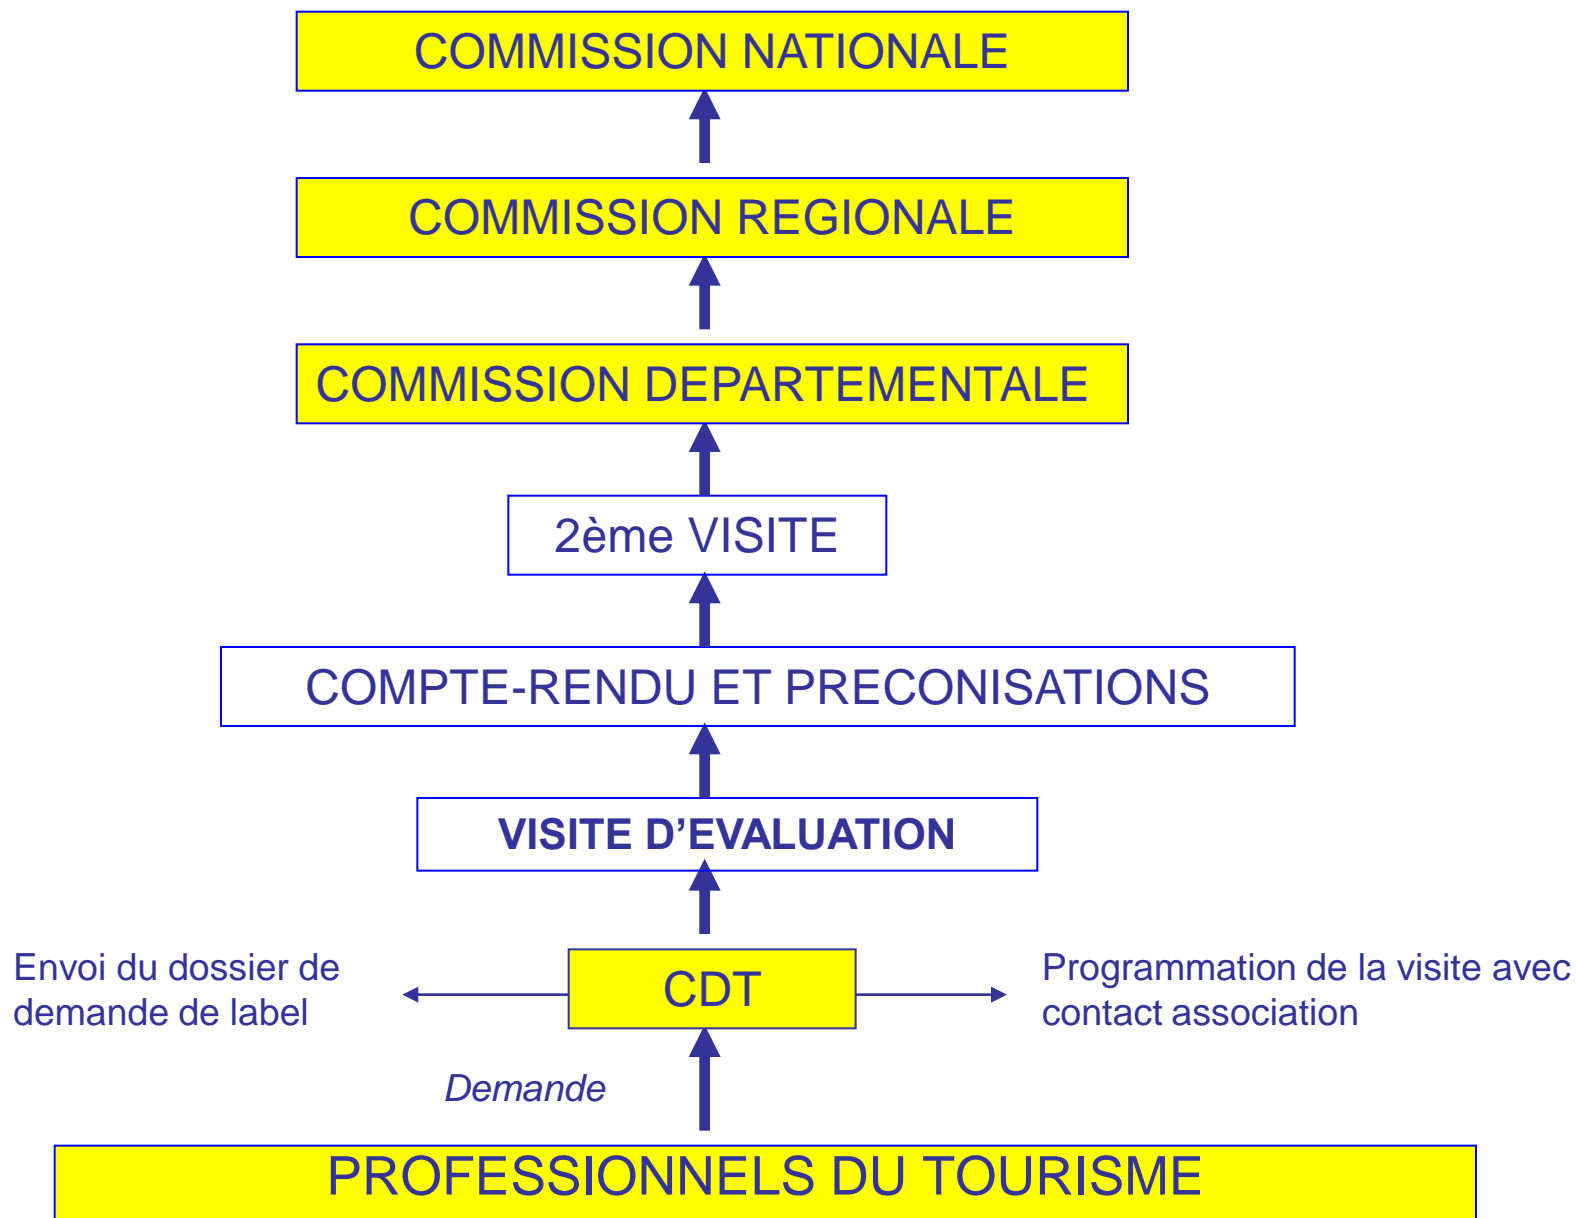 COMMISSION NATIONALE
COMMISSION REGIONALE
COMMISSION DEPARTEMENTALE
2ème VISITE
COMPTE-RENDU ET PRECONISATIONS
VISITE D’EVALUATION
Envoi du dossier de
demande de label
CDT
Programmation de la visite avec
contact association
Demande
PROFESSIONNELS DU TOURISME